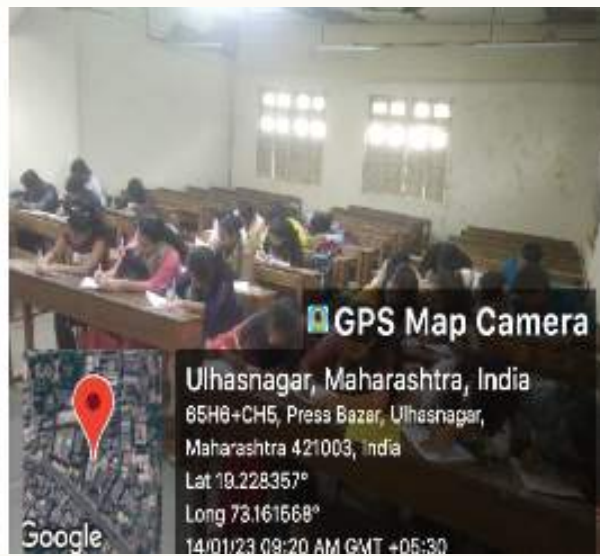 GPS Map Camera
Ulhasnagar, Maharashtra, India
65H6+CH5, Press Bazar, Ulhasnagar,
Maharashtra 421003, India
Lat 19.228357°
Long 73.161568°
14/01/23 09:20 AM GMT +05:30
Google